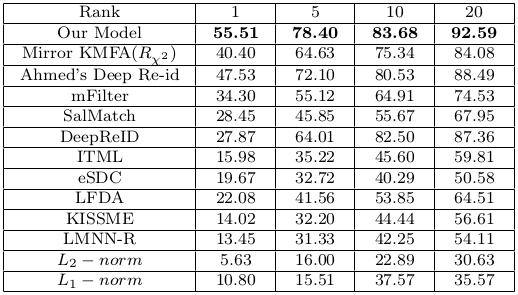 Rank 1 5 10 20
Our Model 55.51 78.40 83.68 92.59
Mirror KMFA(Rχ²) 40.40 64.63 75.34 84.08
Ahmed's Deep Re-id 47.53 72.10 80.53 88.49
mFilter 34.30 55.12 64.91 74.53
SalMatch 28.45 45.85 55.67 67.95
DeepReID 27.87 64.01 82.50 87.36
ITML 15.98 35.22 45.60 59.81
eSDC 19.67 32.72 40.29 50.58
LFDA 22.08 41.56 53.85 64.51
KISSME 14.02 32.20 44.44 56.61
LMNN-R 13.45 31.33 42.25 54.11
L₂ − norm 5.63 16.00 22.89 30.63
L₁ − norm 10.80 15.51 37.57 35.57